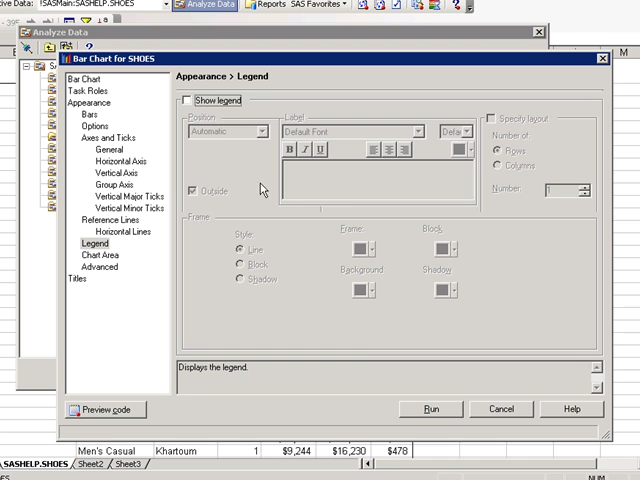 ive Data: !SASMain:SASHELP.SHOES Analyze Data Reports SAS Favorites
Analyze Data
Bar Chart for SHOES
M
Bar Chart
Task Roles
Appearance
Bars
Options
Axes and Ticks
General
Horizontal Axis
Vertical Axis
Group Axis
Vertical Major Ticks
Vertical Minor Ticks
Reference Lines
Horizontal Lines
Legend
Chart Area
Advanced
Titles
Appearance > Legend
Show legend
Position
Automatic
Outside
Label
Default Font
Defa
B I U
Specify layout
Number of:
Rows
Columns
Number: 1
Frame
Style:
Line
Block
Shadow
Frame:
Block
Background:
Shadow
Displays the legend.
Preview code
Run
Cancel
Help
Men's Casual Khartoum 1 $9,244 $16,230 $478
SASHELP.SHOES Sheet2 Sheet3
NUM